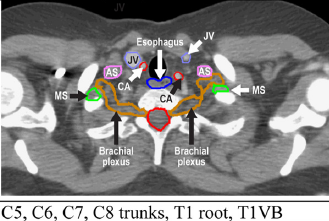 JV
Esophagus
JV
JV
AS
AS
CA
MS
MS
CA
Brachial plexus
Brachial plexus
C5, C6, C7, C8 trunks, T1 root, T1VB